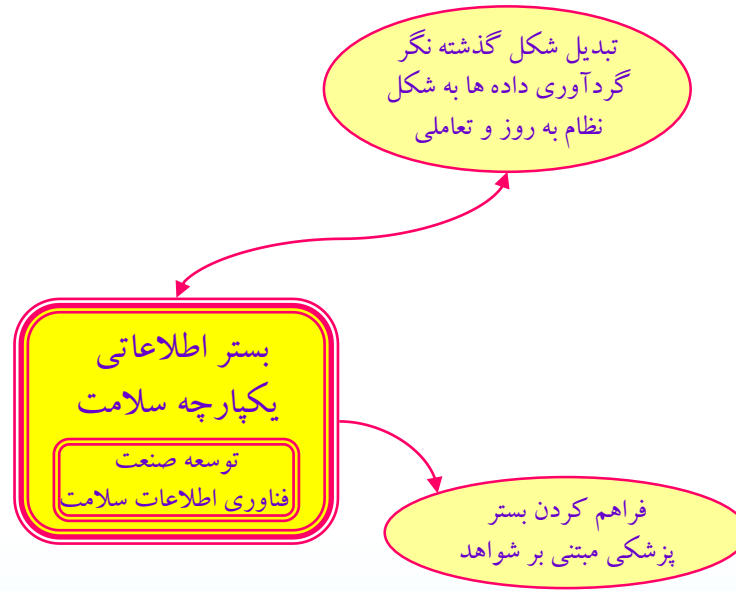 تبدیل شکل گذشته نگر
گردآوری داده ها به شکل
نظام به روز و تعاملی
بستر اطلاعاتی
یکپارچه سلامت
توسعه صنعت
فناوری اطلاعات سلامت
فراهم کردن بستر
پزشکی مبتنی بر شواهد